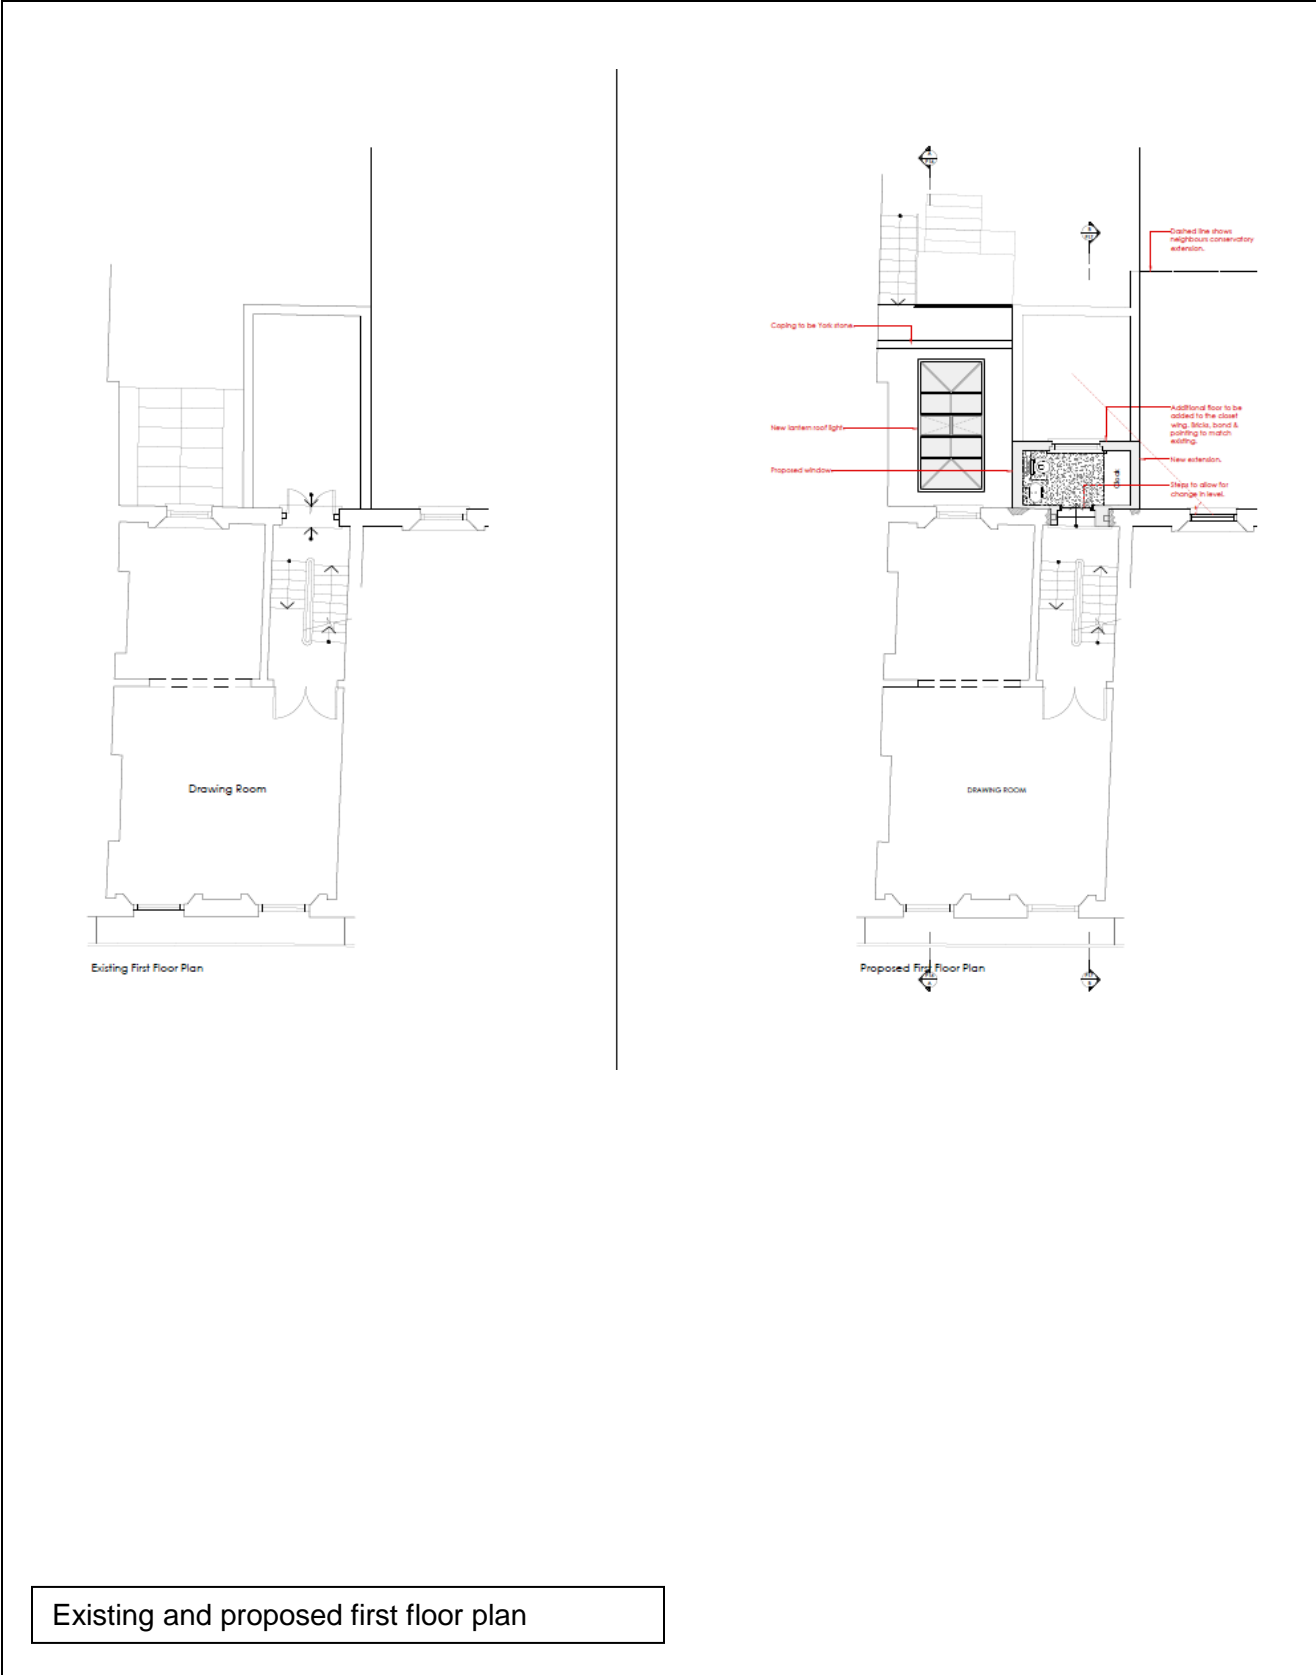 Dashed line shows
neighbours conservatory
extension.
Coping to be York stone
Additional floor to be
added to the closet
wing. Bricks, bond &
pointing to match
existing.
New lantern roof light
New extension.
Proposed window
Cloak
Steps to allow for
change in level.
Drawing Room
DRAWING ROOM
Existing First Floor Plan
Proposed First Floor Plan
Existing and proposed first floor plan